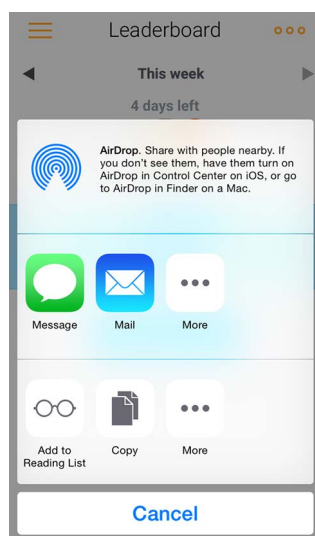 Leaderboard
This week
4 days left
AirDrop. Share with people nearby. If
you don't see them, have them turn on
AirDrop in Control Center on iOS, or go
to AirDrop in Finder on a Mac.
Message Mail More
Add to
Reading List Copy More
Cancel